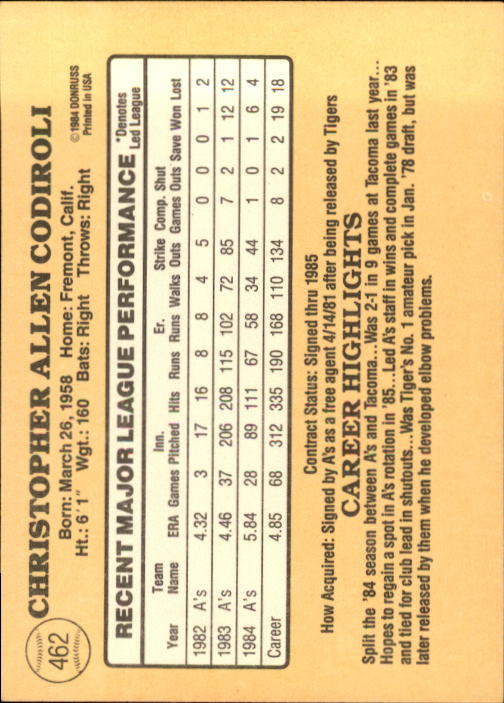 462
CHRISTOPHER ALLEN CODIROLI
Born: March 26, 1958 Home: Fremont, Calif.
Ht.: 6'1" Wgt.: 160 Bats: Right Throws: Right
©1984 DONRUSS
Printed in USA
RECENT MAJOR LEAGUE PERFORMANCE *Denotes Led League
Year Team Name ERA Games Inn. Pitched Hits Runs Er. Runs Walks Strike Outs Comp. Games Shut Outs Save Won Lost
1982 A's 4.32 3 17 16 8 8 4 5 0 0 0 1 2
1983 A's 4.46 37 206 208 115 102 72 85 7 2 1 12 12
1984 A's 5.84 28 89 111 67 58 34 44 1 0 1 6 4
Career 4.85 68 312 335 190 168 110 134 8 2 2 19 18
Contract Status: Signed thru 1985
How Acquired: Signed by A's as a free agent 4/14/81 after being released by Tigers
CAREER HIGHLIGHTS
Split the '84 season between A's and Tacoma...Was 2-1 in 9 games at Tacoma last year...
Hopes to regain a spot in A's rotation in '85...Led A's staff in wins and complete games in '83
and tied for club lead in shutouts...Was Tiger's No. 1 amateur pick in Jan. '78 draft, but was
later released by them when he developed elbow problems.